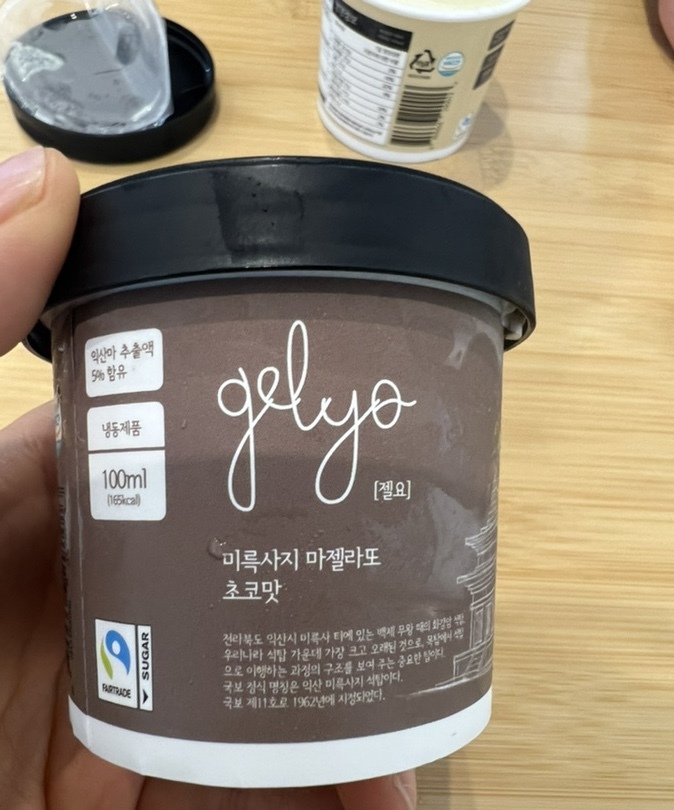 익산마 추출액
5% 함유
냉동제품
100ml
(165kcal)
gelyo
[젤요]
미륵사지 마젤라또
초코맛
전라북도 익산시 미륵사 터에 있는 백제 무왕 때의 화강암 석탑.
우리나라 석탑 가운데 가장 크고 오래된 것으로, 목탑에서 석탑
으로 이행하는 과정의 구조를 보여 주는 중요한 탑이다.
국보 정식 명칭은 익산 미륵사지 석탑이다.
국보 제11호로 1962년에 지정되었다.
FAIRTRADE
SUGAR